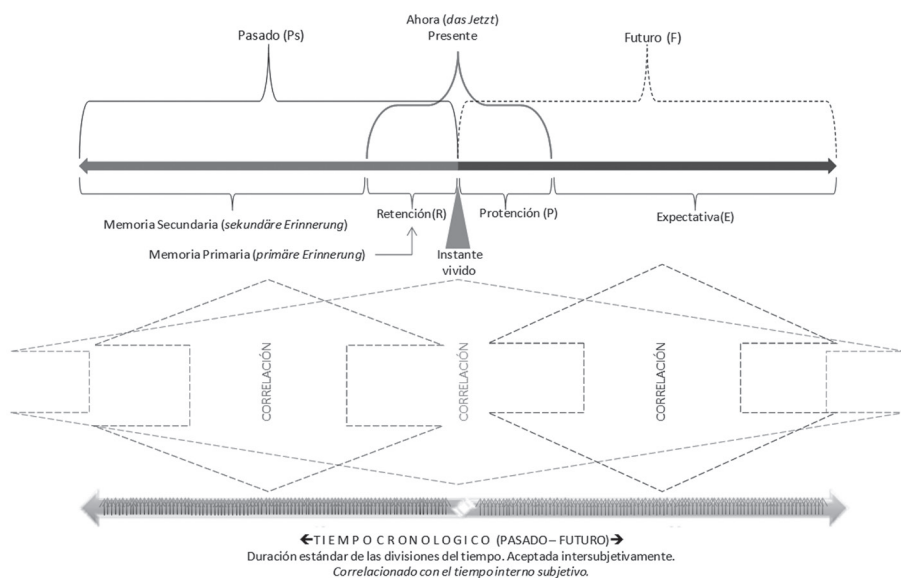 Ahora (das Jetzt)
Presente
Pasado (Ps)
Futuro (F)
Memoria Secundaria (sekundäre Erinnerung)
Retención(R)
Protención (P)
Expectativa(E)
Memoria Primaria (primäre Erinnerung)
Instante
vivido
CORRELACIÓN
CORRELACIÓN
CORRELACIÓN
←T I E M P O C R O N O L O G I C O (PASADO – FUTURO)→
Duración estándar de las divisiones del tiempo. Aceptada intersubjetivamente.
Correlacionado con el tiempo interno subjetivo.